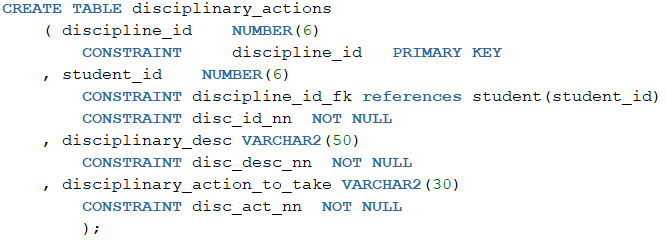 CREATE TABLE disciplinary_actions
( discipline_id NUMBER(6)
CONSTRAINT discipline_id PRIMARY KEY
, student_id NUMBER(6)
CONSTRAINT discipline_id_fk references student(student_id)
CONSTRAINT disc_id_nn NOT NULL
, disciplinary_desc VARCHAR2(50)
CONSTRAINT disc_desc_nn NOT NULL
, disciplinary_action_to_take VARCHAR2(30)
CONSTRAINT disc_act_nn NOT NULL
);